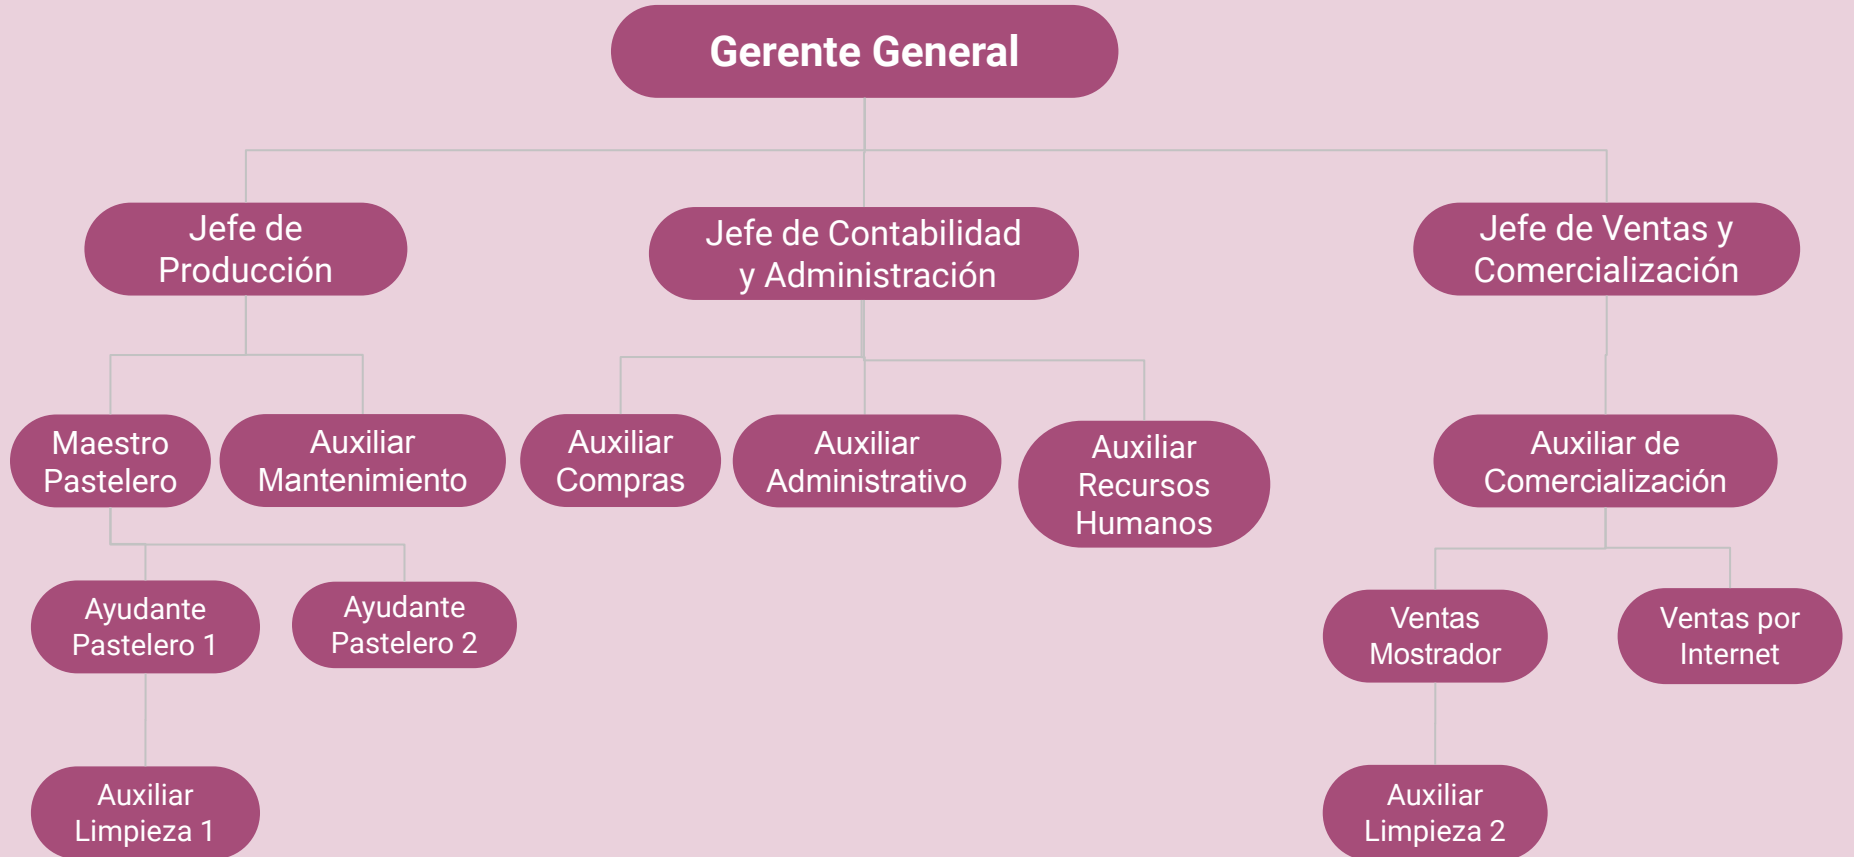 Gerente General
Jefe de
Producción
Jefe de Contabilidad
y Administración
Jefe de Ventas y
Comercialización
Maestro
Pastelero
Auxiliar
Mantenimiento
Auxiliar
Compras
Auxiliar
Administrativo
Auxiliar
Recursos
Humanos
Auxiliar de
Comercialización
Ayudante
Pastelero 1
Ayudante
Pastelero 2
Ventas
Mostrador
Ventas por
Internet
Auxiliar
Limpieza 1
Auxiliar
Limpieza 2